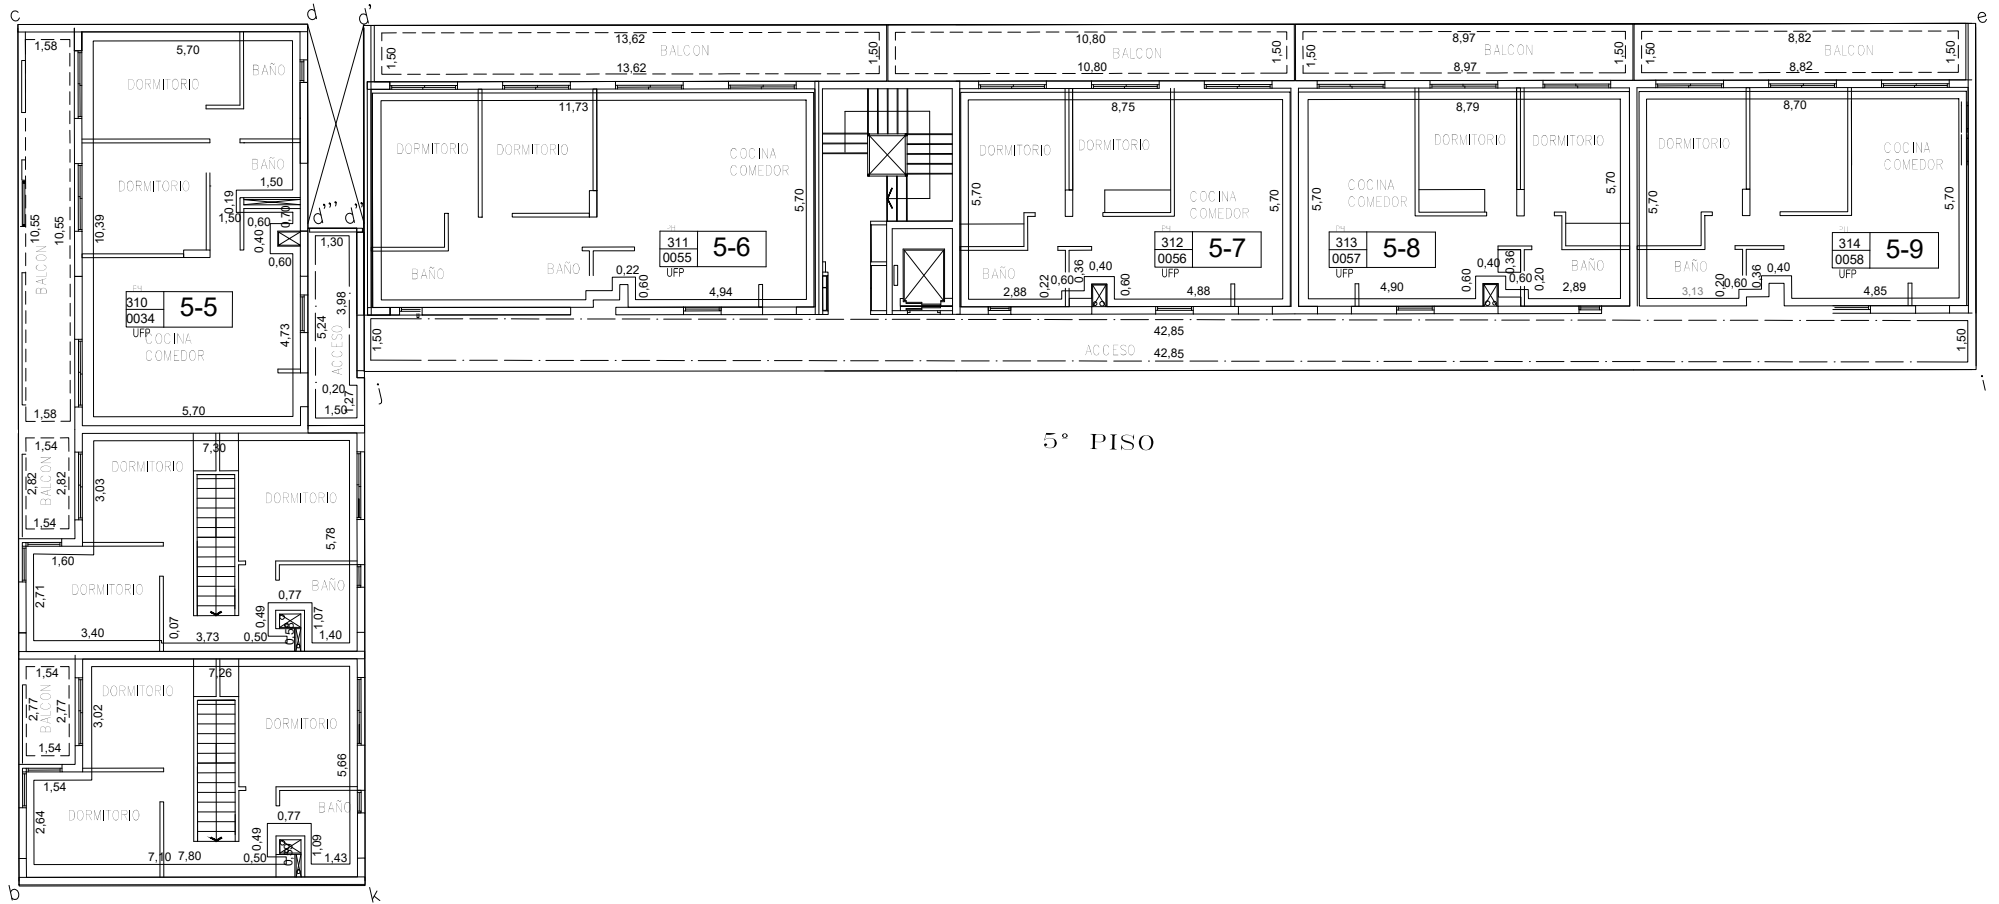 c
d
d'
e
1,58
5,70
DORMITORIO
BAÑO
DORMITORIO
BAÑO
1,50
10,55
10,55
BALCON
10,39
0,19
1,50
0,60
0,70
0,40
0,60
PH
310
0034
5-5
UFP
COCINA
COMEDOR
4,73
5,70
1,58
d'''
d''
1,30
3,98
5,24
ACCESO
0,20
1,50
1,27
1,50
13,62
BALCON
1,50
13,62
11,73
DORMITORIO
DORMITORIO
COCINA
COMEDOR
5,70
BAÑO
BAÑO
0,22
0,60
4,94
PH
311
0055
5-6
UFP
10,80
BALCON
1,50
10,80
8,75
DORMITORIO
DORMITORIO
5,70
COCINA
COMEDOR
5,70
PH
312
0056
5-7
UFP
BAÑO
2,88
0,22
0,60
0,36
0,40
0,60
4,88
1,50
8,97
BALCON
1,50
8,97
8,79
DORMITORIO
DORMITORIO
5,70
COCINA
COMEDOR
5,70
PH
313
0057
5-8
UFP
4,90
0,60
0,40
0,36
0,60
0,20
BAÑO
2,89
1,50
8,82
BALCON
1,50
8,82
8,70
DORMITORIO
COCINA
COMEDOR
5,70
5,70
PH
314
0058
5-9
UFP
BAÑO
3,13
0,20
0,60
0,36
0,40
4,85
1,50
42,85
ACCESO
42,85
1,50
j
i
5° PISO
1,54
2,82
BALCON
2,82
1,54
7,30
DORMITORIO
3,03
DORMITORIO
5,78
1,60
DORMITORIO
2,71
BAÑO
0,77
0,49
1,07
3,40
0,07
3,73
0,50
1,40
1,54
2,77
BALCON
2,77
1,54
7,26
DORMITORIO
3,02
DORMITORIO
5,66
1,54
DORMITORIO
2,64
BAÑO
0,77
0,49
1,09
7,10
7,80
0,50
1,43
b
k